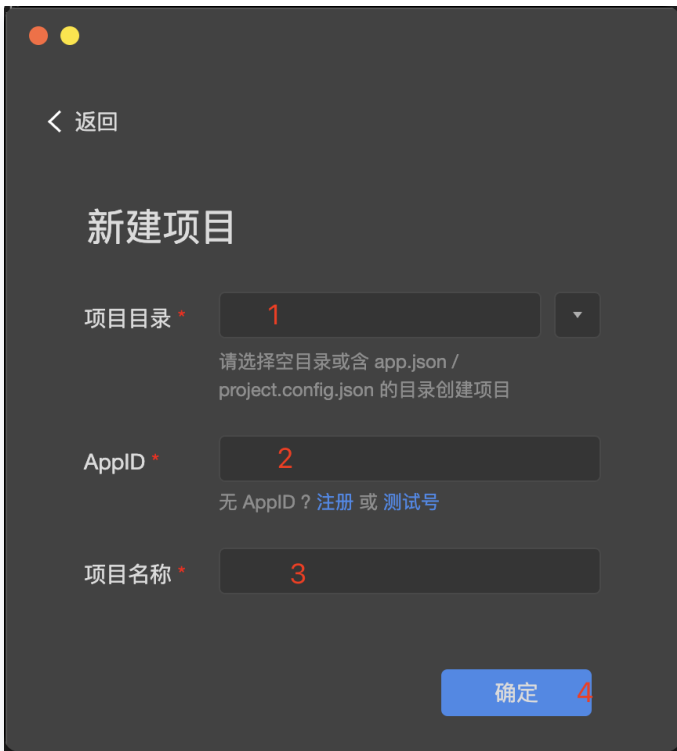 返回
新建项目
项目目录 * 1
请选择空目录或含 app.json /
project.config.json 的目录创建项目
AppID * 2
无 AppID ? 注册 或 测试号
项目名称 * 3
确定 4